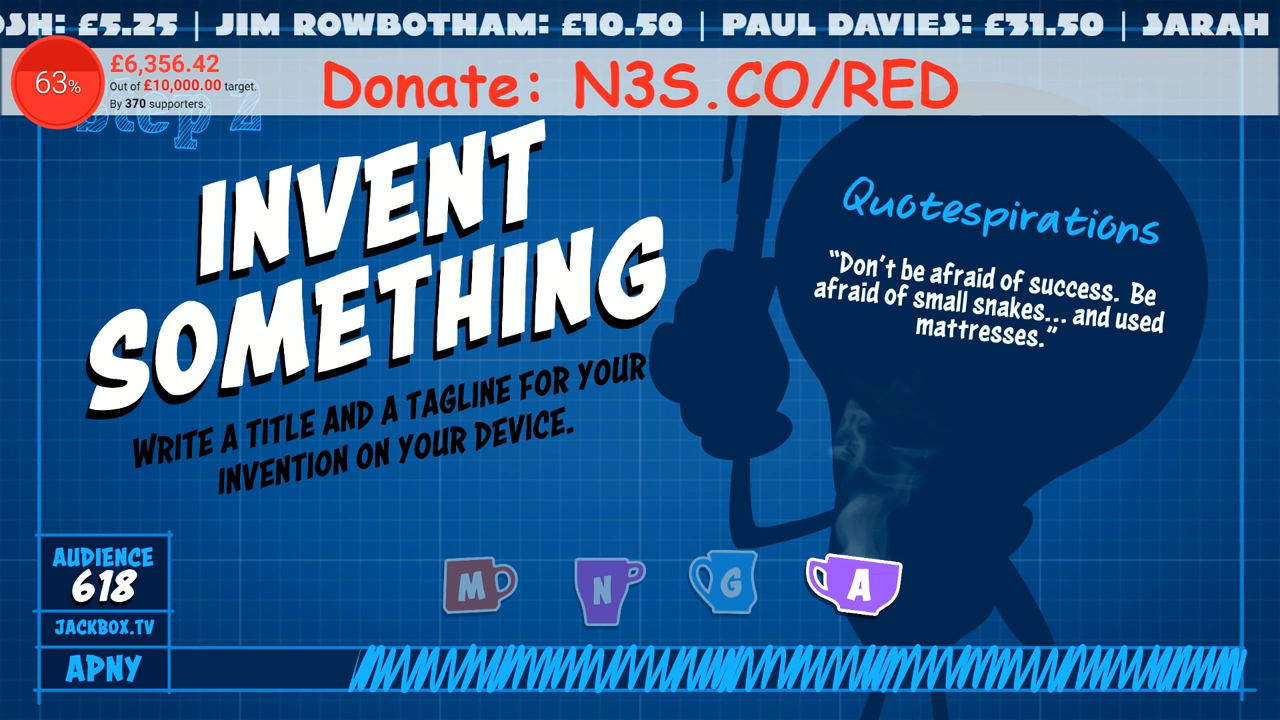 OSH: £5.25 | JIM ROWBOTHAM: £10.50 | PAUL DAVIES: £31.50 | SARAH
63%
£6,356.42
Out of £10,000.00 target.
By 370 supporters.
Donate: N3S.CO/RED
Step 2
INVENT
SOMETHING
WRITE A TITLE AND A TAGLINE FOR YOUR
INVENTION ON YOUR DEVICE.
Quotespirations
“Don't be afraid of success. Be
afraid of small snakes... and used
mattresses.”
M N G A
AUDIENCE
618
JACKBOX.TV
APNY